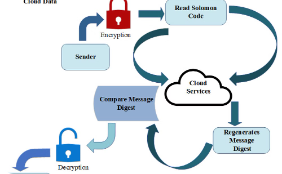 Cloud Data
Read Solomon
Code
Encryption
Sender
Cloud
Services
Compare Message
Digest
Regenerates
Message
Digest
Decryption